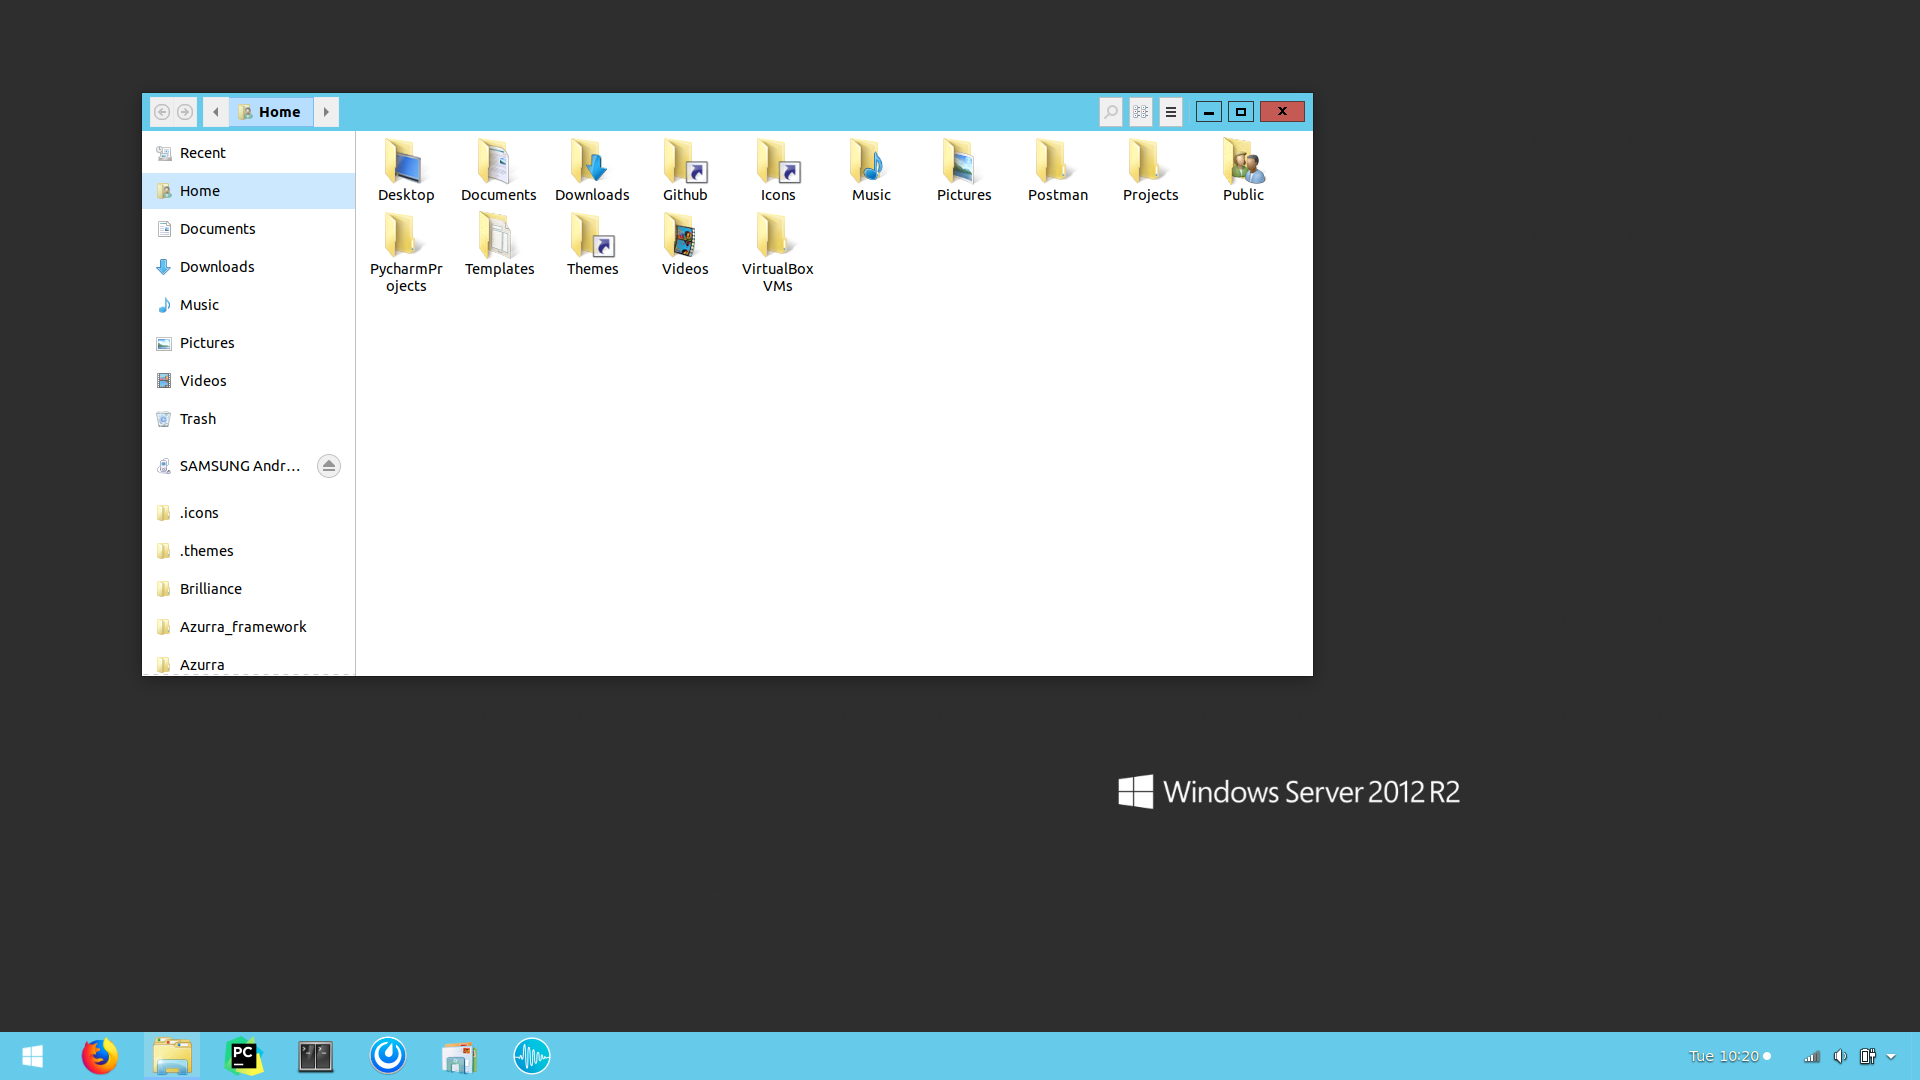 Home
Recent
Home
Documents
Downloads
Music
Pictures
Videos
Trash
SAMSUNG Andr...
.icons
.themes
Brilliance
Azurra_framework
Azurra
Desktop
Documents
Downloads
Github
Icons
Music
Pictures
Postman
Projects
Public
PycharmPr
ojects
Templates
Themes
Videos
VirtualBox
VMs
Windows Server 2012 R2
PC
Tue 10:20